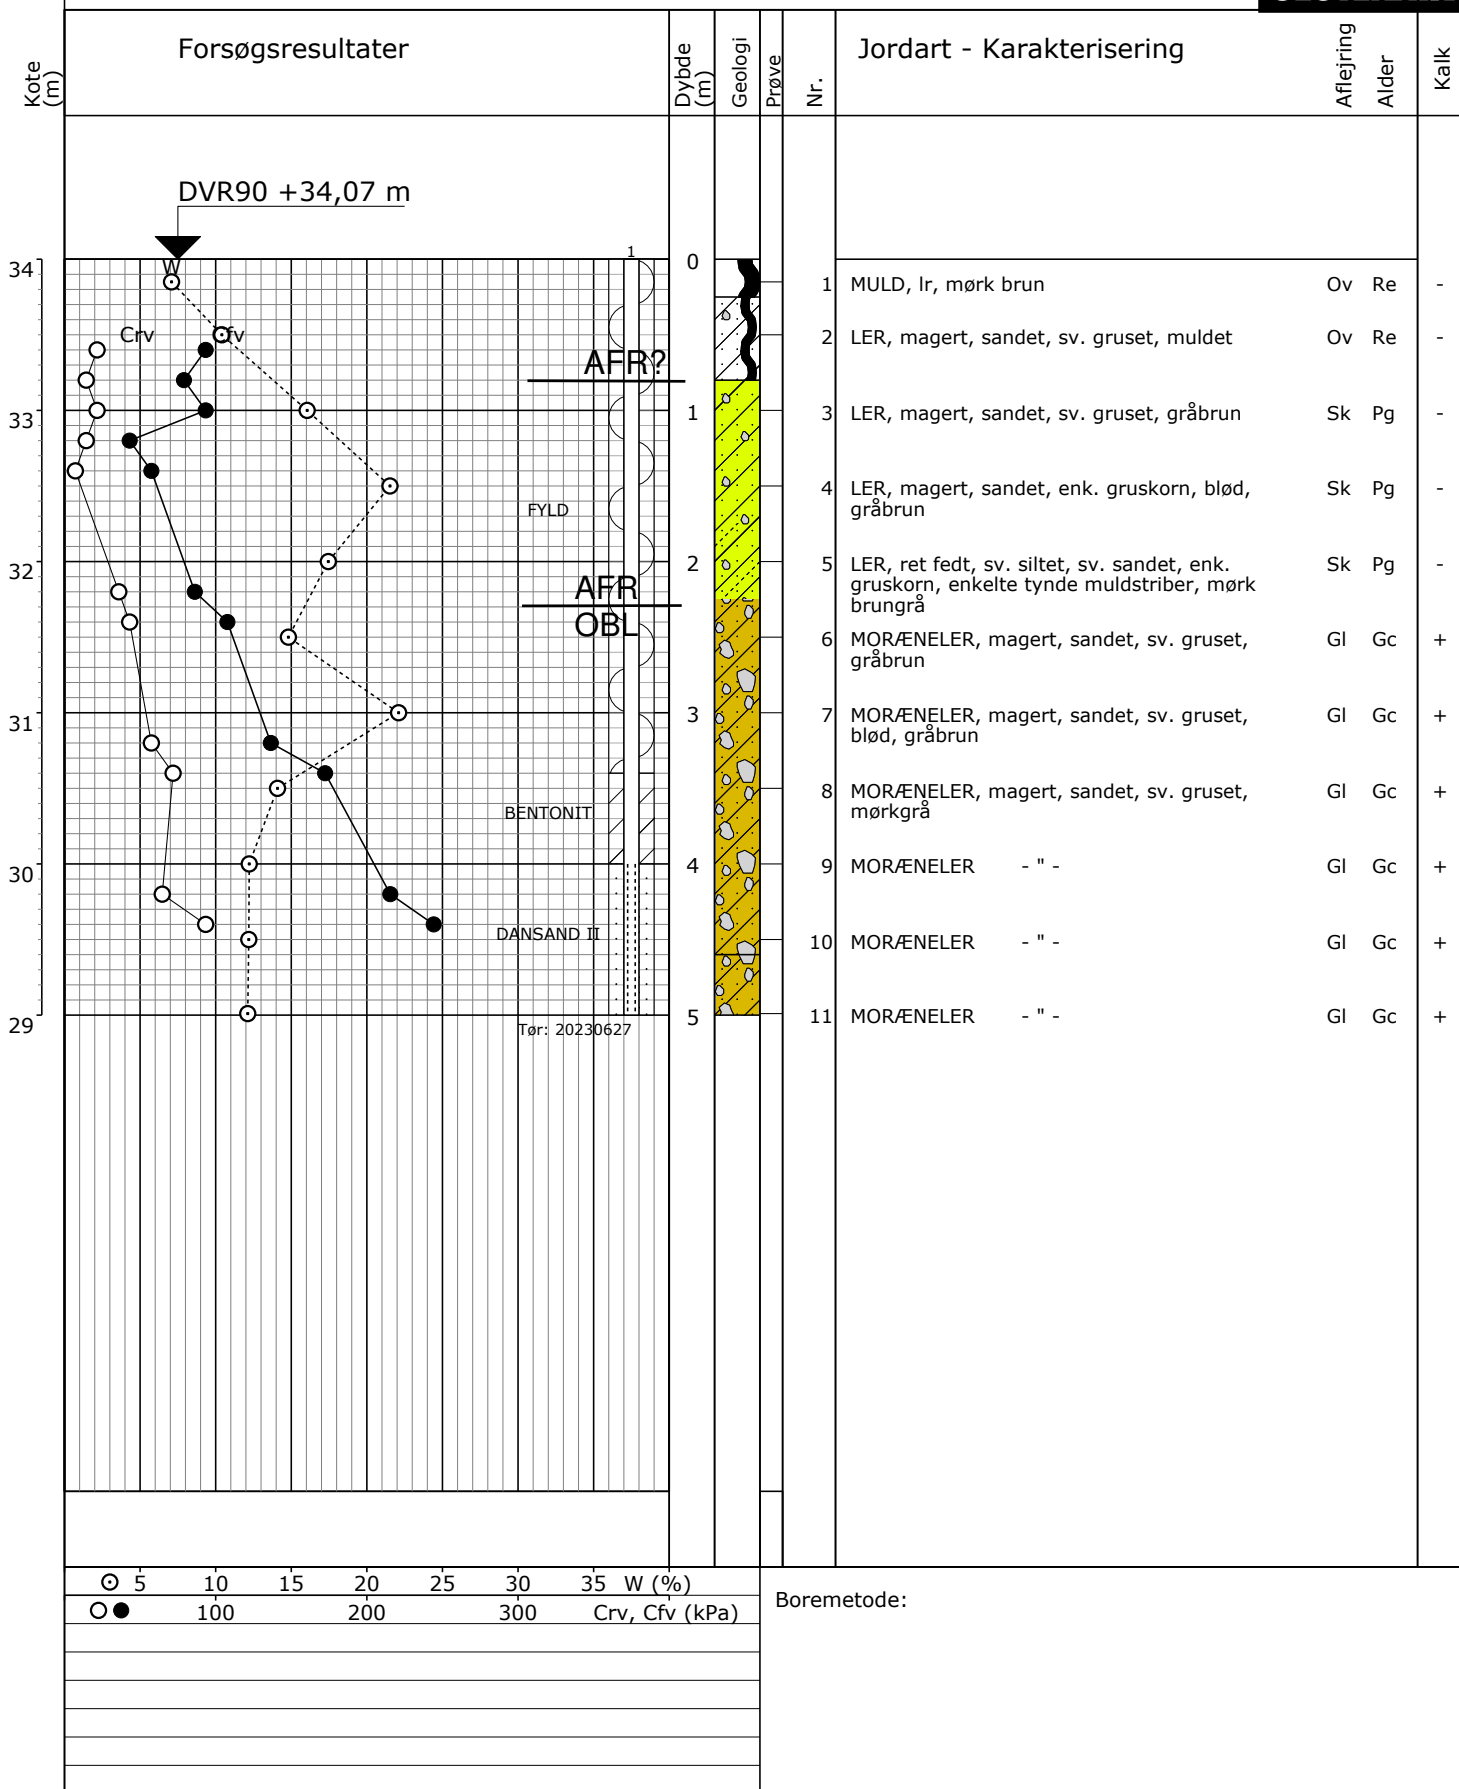 Kote (m)
Forsøgsresultater
Dybde (m)
Geologi
Prøve
Nr.
Jordart - Karakterisering
Aflejring
Alder
Kalk
DVR90 +34,07 m
1
W
Crv
Cfv
34
33
32
31
30
29
AFR?
FYLD
AFR
OBL
BENTONIT
DANSAND II
Tør: 20230627
0
1
2
3
4
5
1 MULD, lr, mørk brun Ov Re -
2 LER, magert, sandet, sv. gruset, muldet Ov Re -
3 LER, magert, sandet, sv. gruset, gråbrun Sk Pg -
4 LER, magert, sandet, enk. gruskorn, blød, Sk Pg -
gråbrun
5 LER, ret fedt, sv. siltet, sv. sandet, enk. Sk Pg -
gruskorn, enkelte tynde muldstriber, mørk
brungrå
6 MORÆNELER, magert, sandet, sv. gruset, Gl Gc +
gråbrun
7 MORÆNELER, magert, sandet, sv. gruset, Gl Gc +
blød, gråbrun
8 MORÆNELER, magert, sandet, sv. gruset, Gl Gc +
mørkgrå
9 MORÆNELER - " - Gl Gc +
10 MORÆNELER - " - Gl Gc +
11 MORÆNELER - " - Gl Gc +
5 10 15 20 25 30 35 W (%)
100 200 300 Crv, Cfv (kPa)
Boremetode: